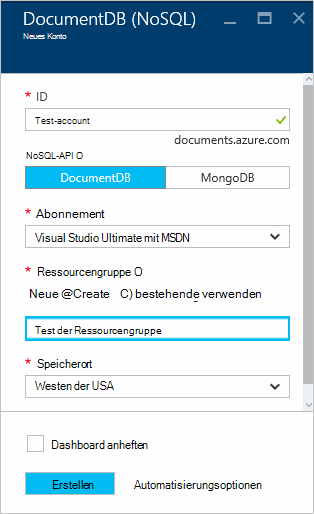 DocumentDB (NoSQL)
Neues Konto
* ID
Test-account
documents.azure.com
NoSQL-API O
DocumentDB MongoDB
* Abonnement
Visual Studio Ultimate mit MSDN
* Ressourcengruppe O
Neue @Create C) bestehende verwenden
Test der Ressourcengruppe
* Speicherort
Westen der USA
Dashboard anheften
Erstellen Automatisierungsoptionen